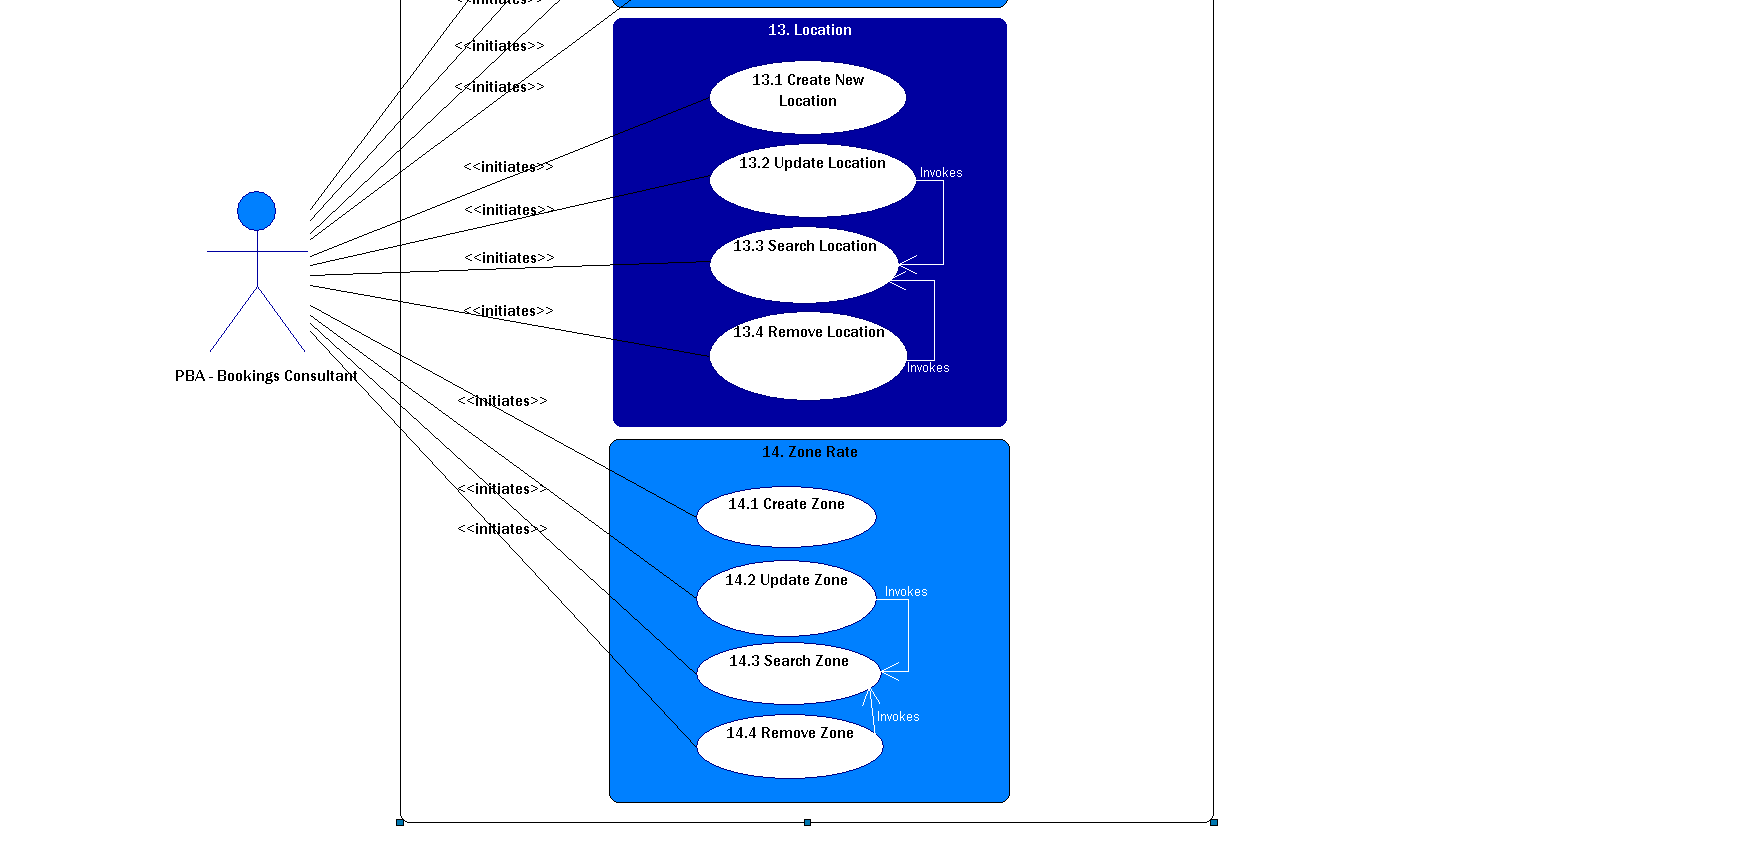 <<initiates>>
<<initiates>>
<<initiates>>
13. Location
13.1 Create New
Location
<<initiates>>
13.2 Update Location
Invokes
<<initiates>>
13.3 Search Location
<<initiates>>
<<initiates>>
13.4 Remove Location
Invokes
PBA - Bookings Consultant
<<initiates>>
14. Zone Rate
<<initiates>>
14.1 Create Zone
<<initiates>>
14.2 Update Zone
Invokes
14.3 Search Zone
Invokes
14.4 Remove Zone